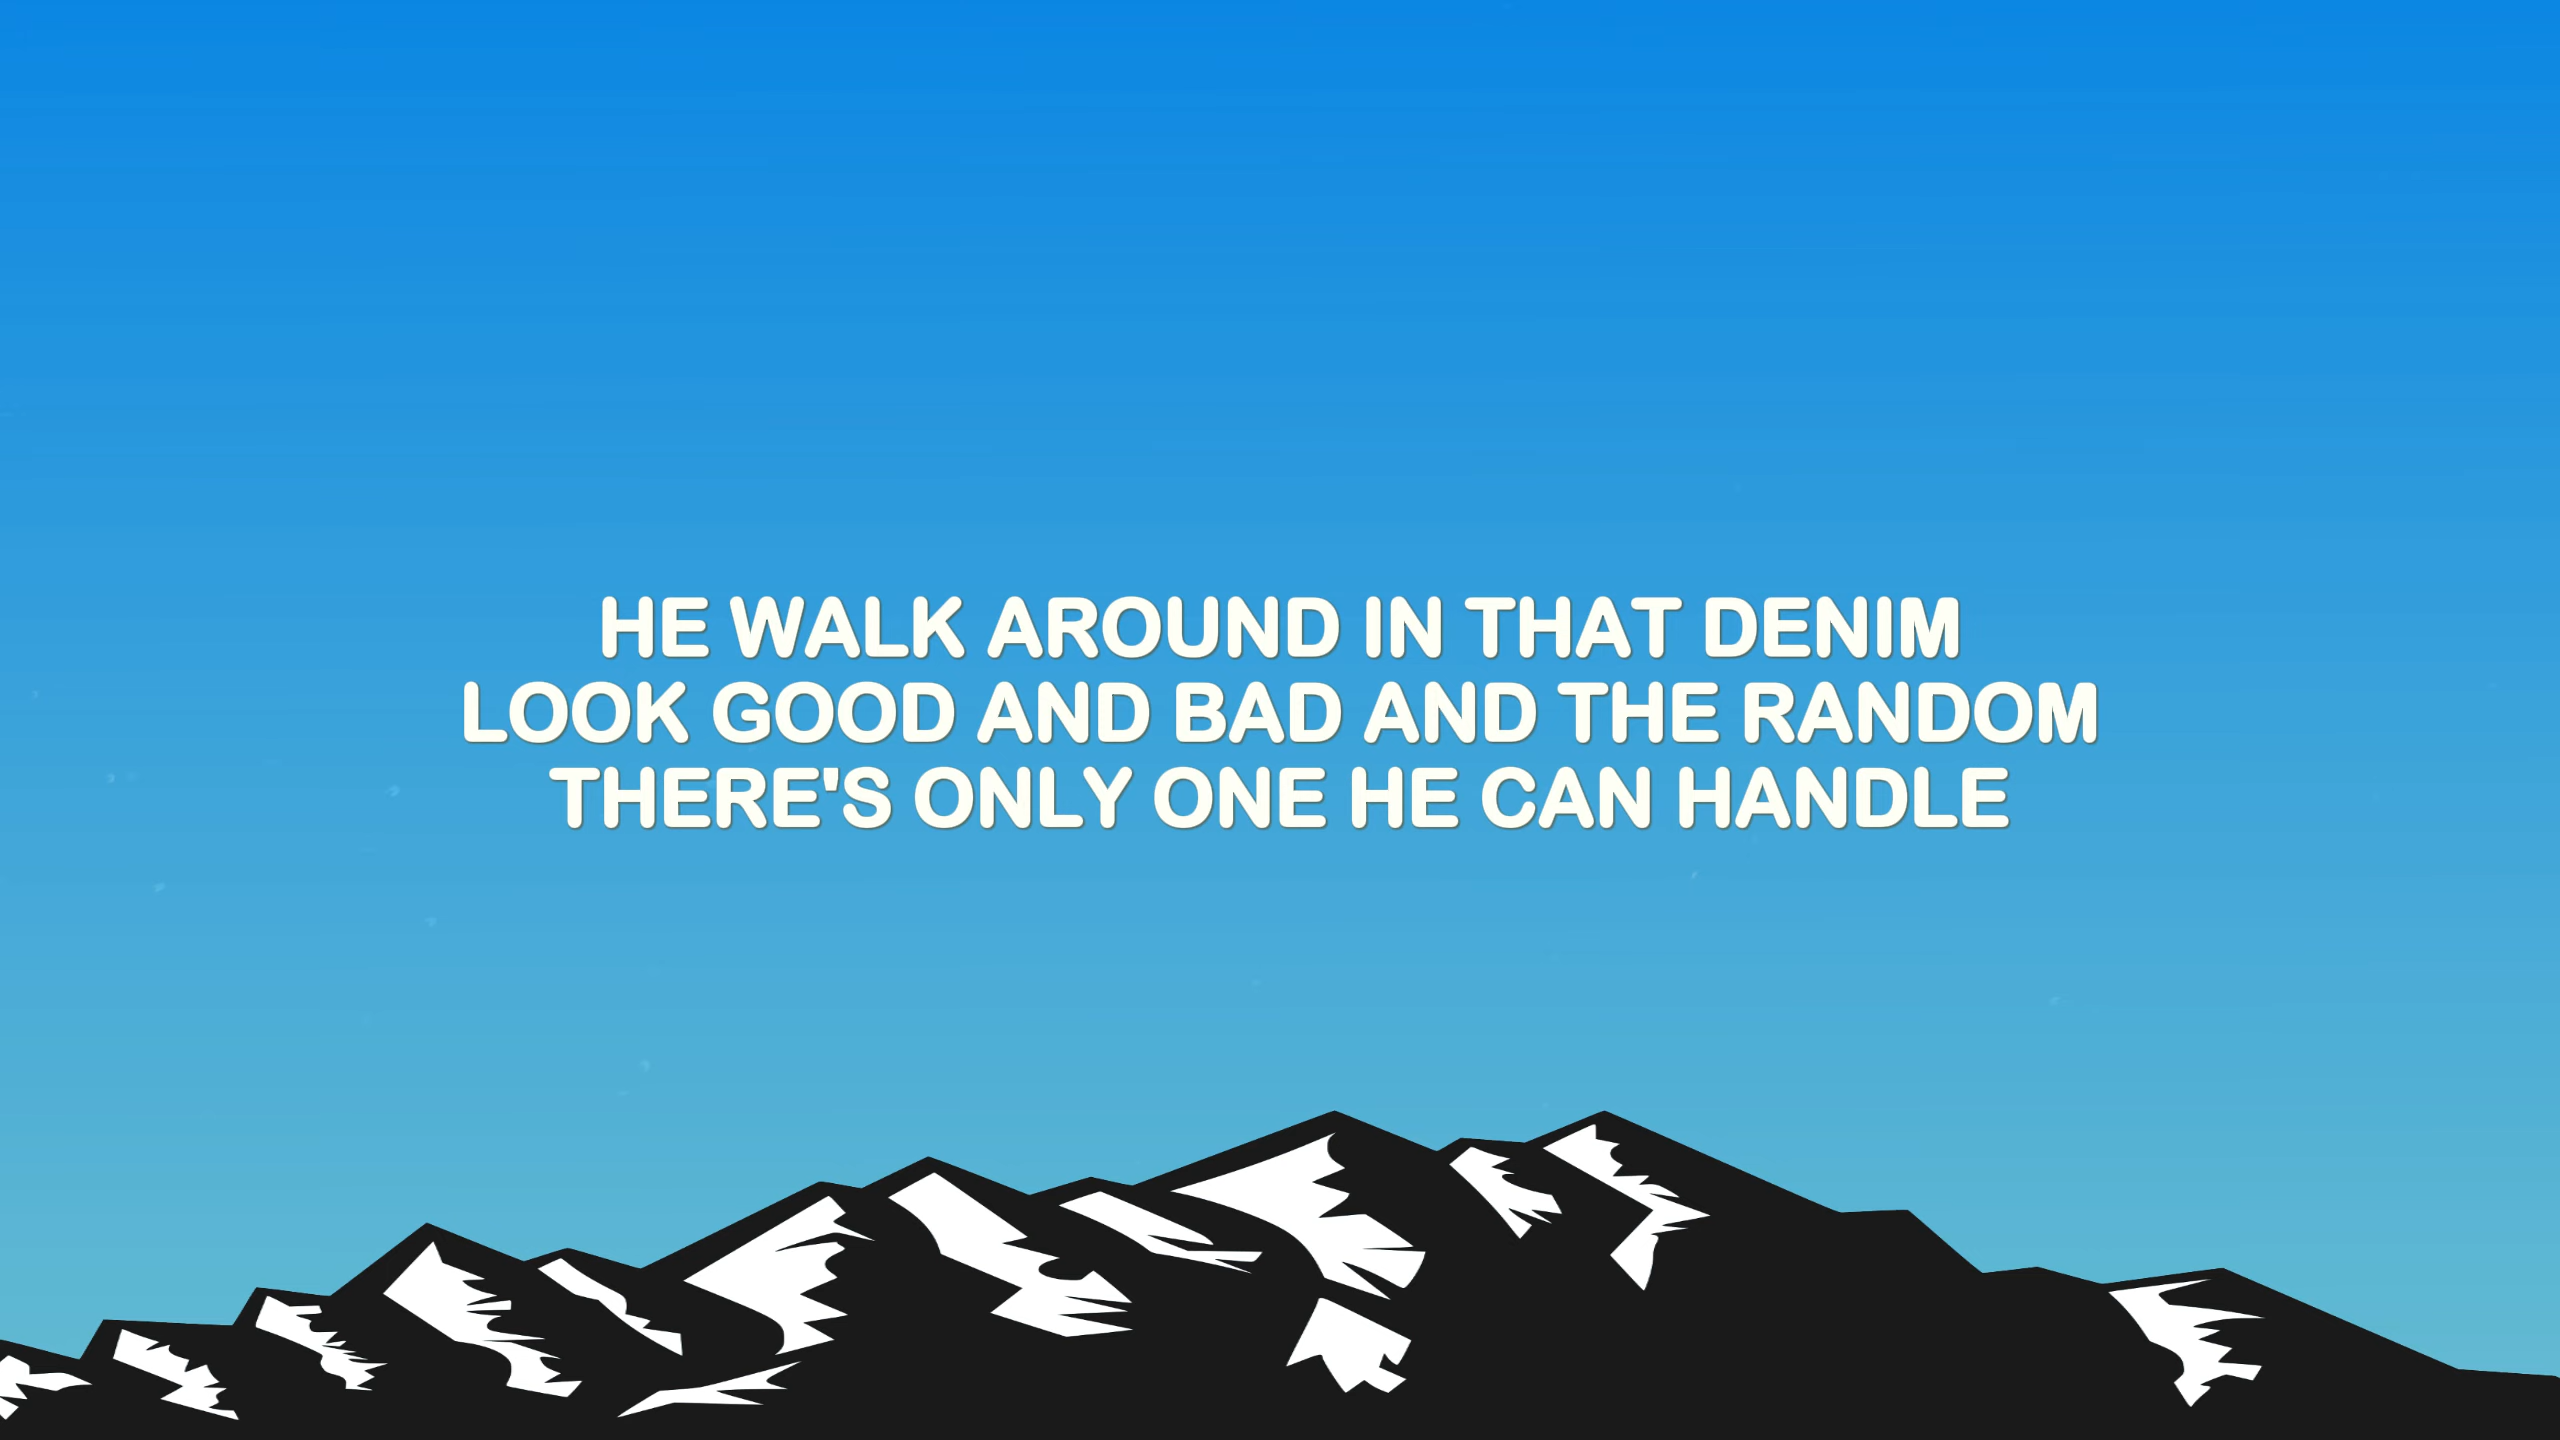 HE WALK AROUND IN THAT DENIM
LOOK GOOD AND BAD AND THE RANDOM
THERE'S ONLY ONE HE CAN HANDLE